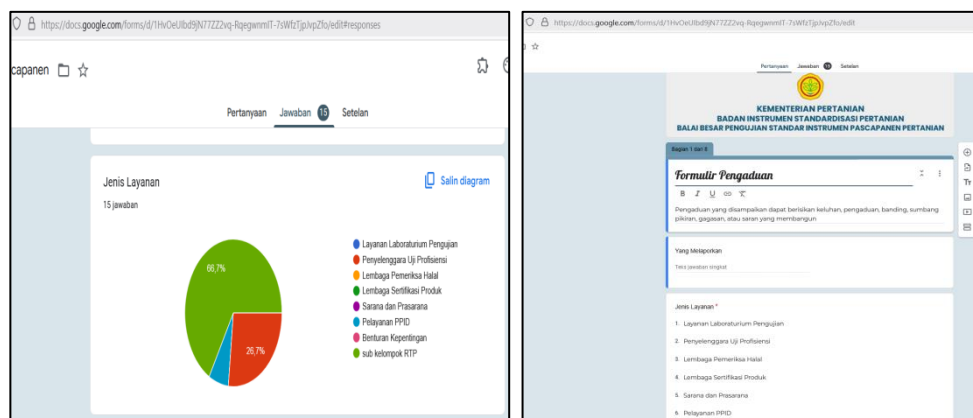 https://docs.google.com/forms/d/1HvOeUIbd9jN77ZZ2vq-RqegwnmIT-7sWfzTjpJvpZfo/edit#responses
capanen
Pertanyaan Jawaban 15 Setelan
Jenis Layanan
Salin diagram
15 jawaban
66,7%
26,7%
Layanan Laboratorium Pengujian
Penyelenggara Uji Profisiensi
Lembaga Pemeriksa Halal
Lembaga Sertifikasi Produk
Sarana dan Prasarana
Pelayanan PPID
Benturan Kepentingan
sub kelompok RTP
https://docs.google.com/forms/d/1HvOeUIbd9jN77ZZ2vq-RqegwnmIT-7sWfzTjpJvpZfo/edit
Pertanyaan Jawaban 15 Setelan
KEMENTERIAN PERTANIAN
BADAN INSTRUMEN STANDARDISASI PERTANIAN
BALAI BESAR PENGUJIAN STANDAR INSTRUMEN PASCAPANEN PERTANIAN
Bagian 1 dari 8
Formulir Pengaduan
B I U
Pengaduan yang disampaikan dapat berisikan keluhan, pengaduan, banding, sumbang
pikiran, gagasan, atau saran yang membangun
Yang Melaporkan
Teks jawaban singkat
Jenis Layanan *
1. Layanan Laboratorium Pengujian
2. Penyelenggara Uji Profisiensi
3. Lembaga Pemeriksa Halal
4. Lembaga Sertifikasi Produk
5. Sarana dan Prasarana
6. Pelayanan PPID